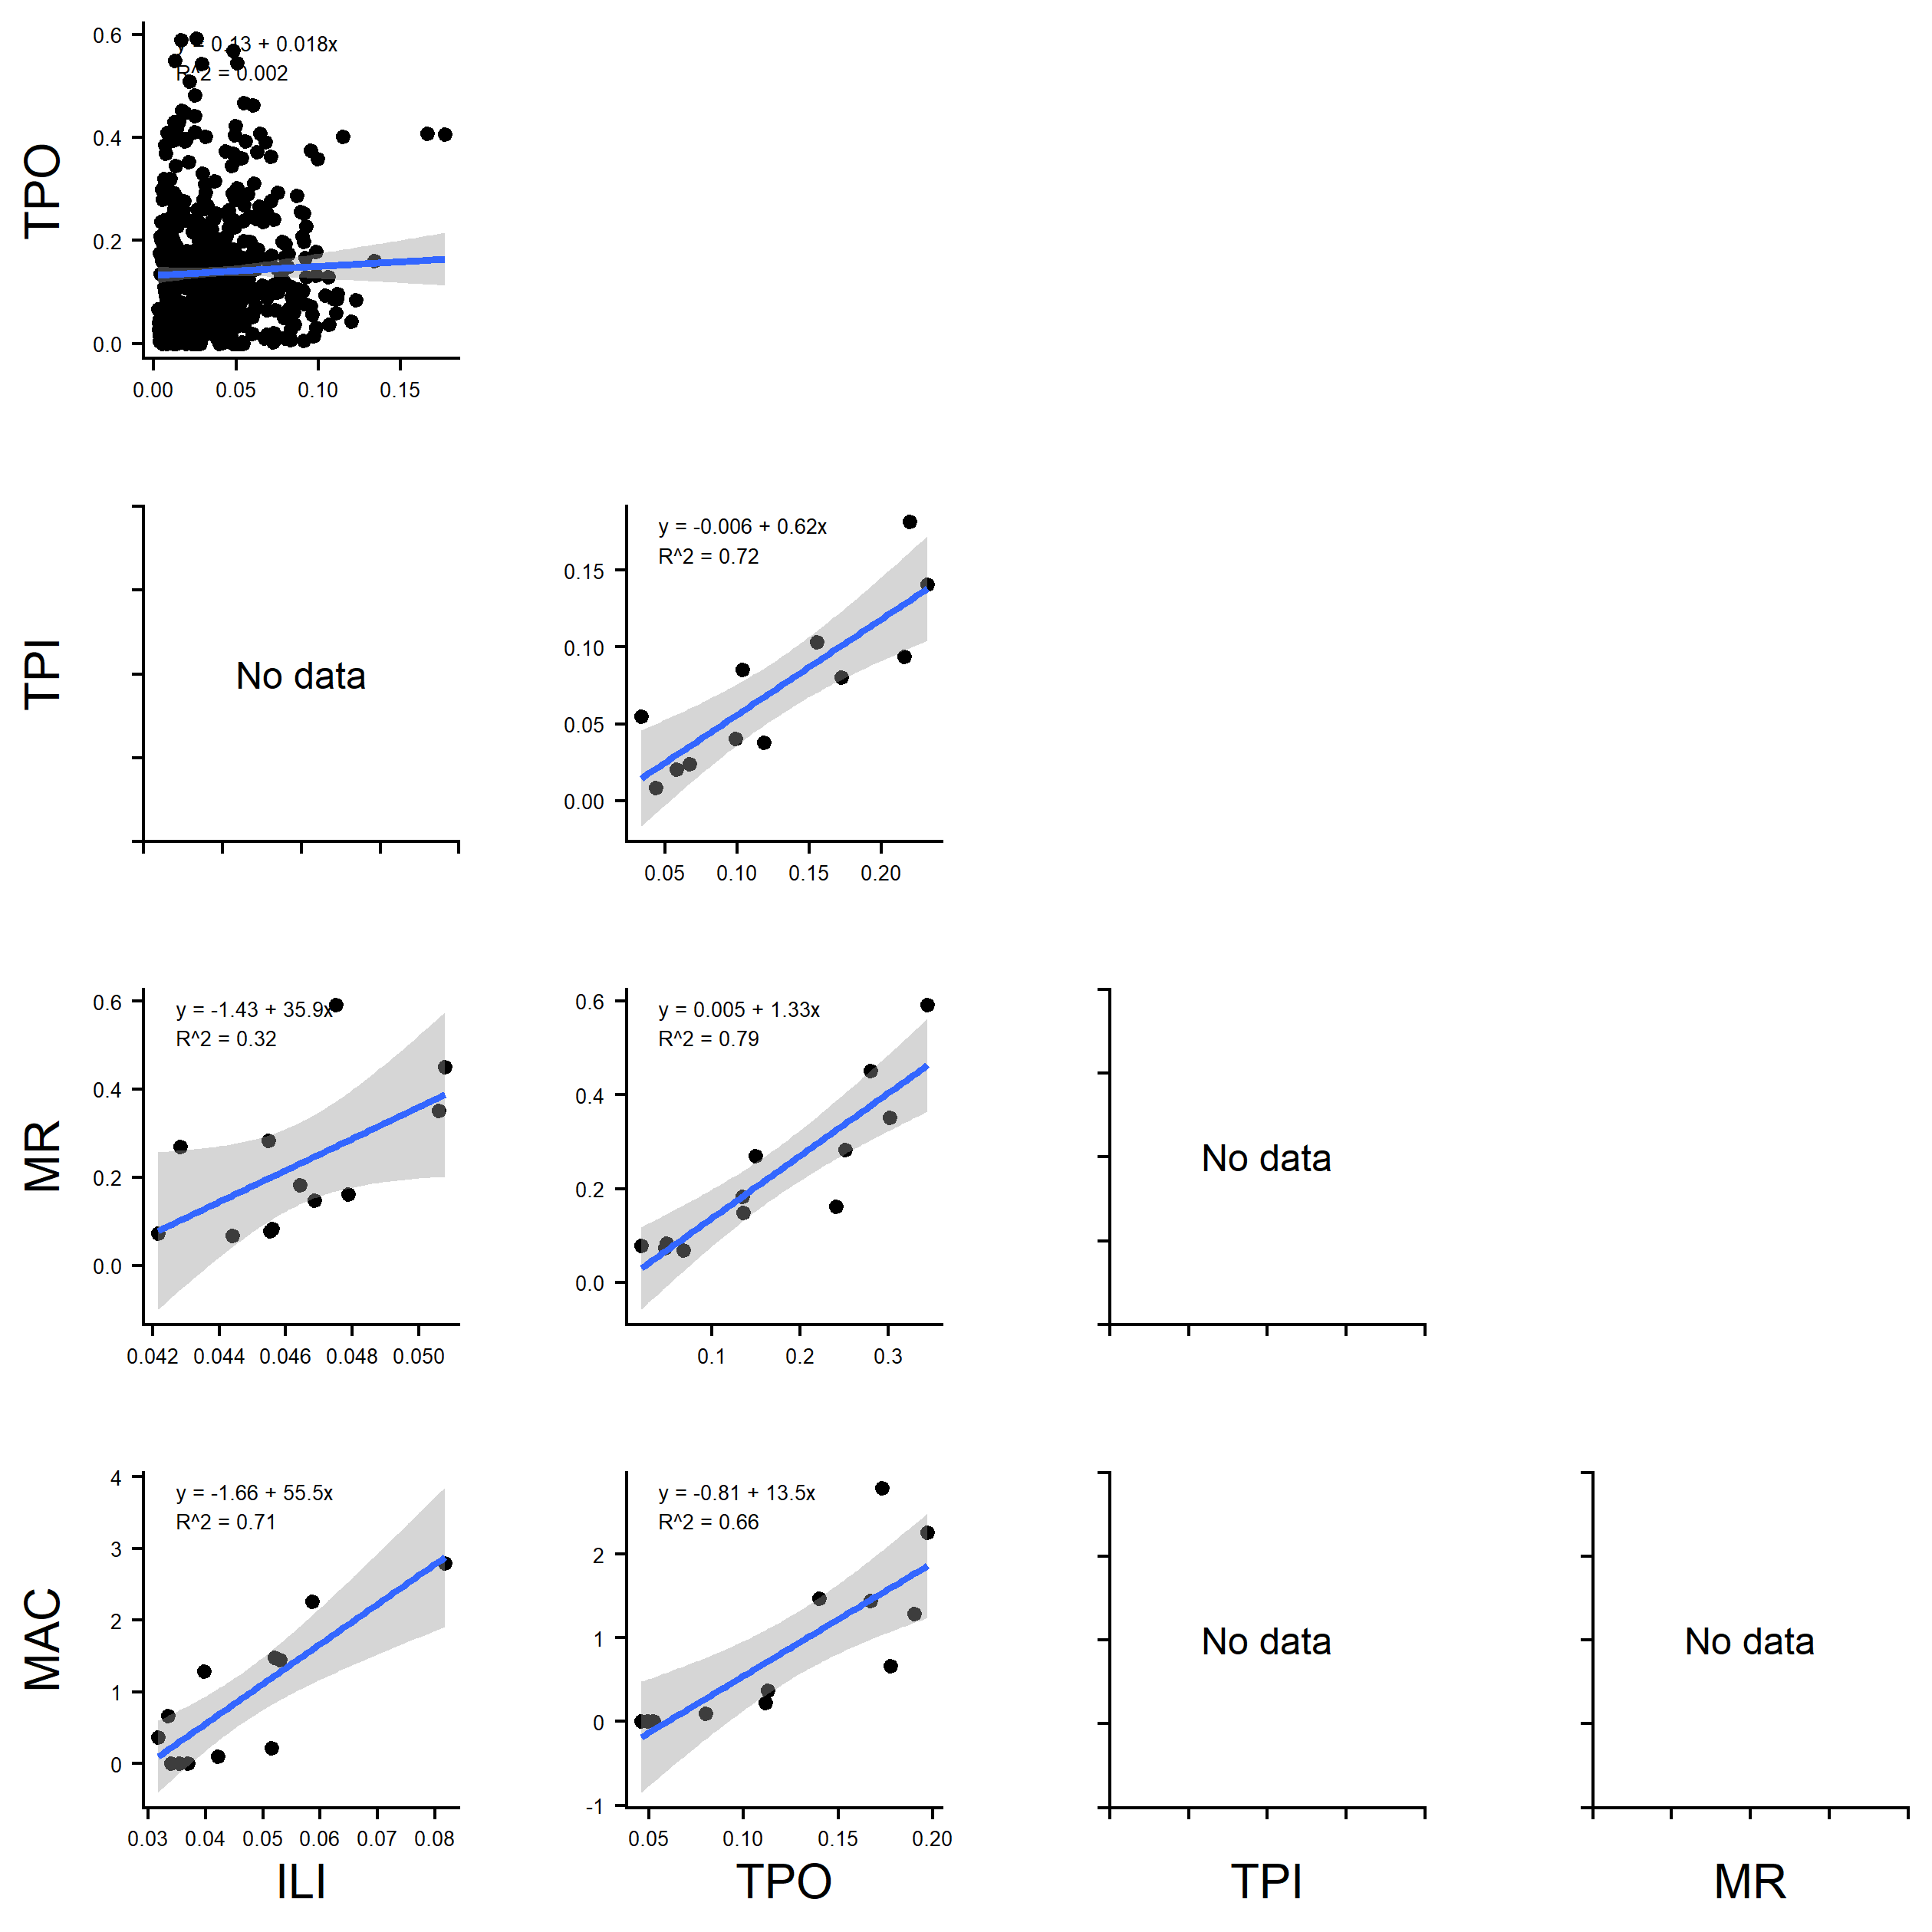 TPO
0.6
0.4
0.2
0.0
y = 0.13 + 0.018x
R^2 = 0.002
0.00 0.05 0.10 0.15
TPI
No data
0.15
0.10
0.05
0.00
y = -0.006 + 0.62x
R^2 = 0.72
0.05 0.10 0.15 0.20
MR
0.6
0.4
0.2
0.0
y = -1.43 + 35.9x
R^2 = 0.32
0.042 0.044 0.046 0.048 0.050
0.6
0.4
0.2
0.0
y = 0.005 + 1.33x
R^2 = 0.79
0.1 0.2 0.3
No data
MAC
4
3
2
1
0
y = -1.66 + 55.5x
R^2 = 0.71
0.03 0.04 0.05 0.06 0.07 0.08
ILI
2
1
0
-1
y = -0.81 + 13.5x
R^2 = 0.66
0.05 0.10 0.15 0.20
TPO
No data
TPI
No data
MR